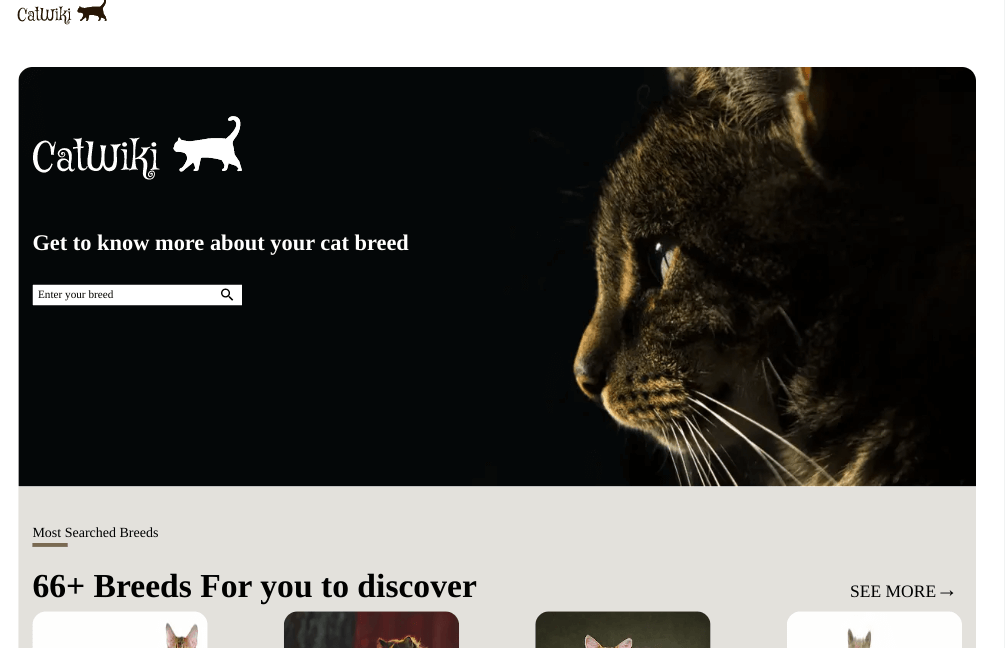 CatWiki
CatWiki
Get to know more about your cat breed
Enter your breed
Most Searched Breeds
66+ Breeds For you to discover
SEE MORE→